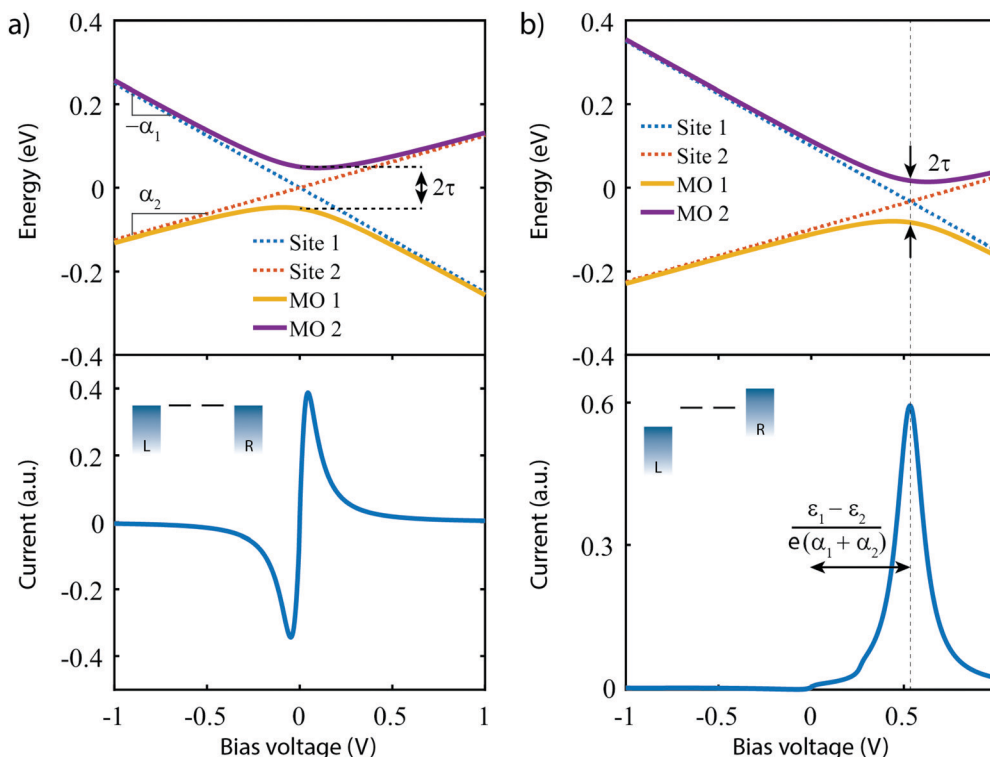 a)
Energy (eV)
0.4
0.2
0
-0.2
-0.4
−α₁
α₂
2τ
Site 1
Site 2
MO 1
MO 2
Current (a.u.)
0.4
0.2
0
-0.2
-0.4
L
R
-1
-0.5
0
0.5
1
Bias voltage (V)
b)
Energy (eV)
0.4
0.2
0
-0.2
-0.4
Site 1
Site 2
MO 1
MO 2
2τ
Current (a.u.)
0.6
0.3
0
L
R
ε₁ − ε₂
e(α₁ + α₂)
-1
0
0.5
Bias voltage (V)